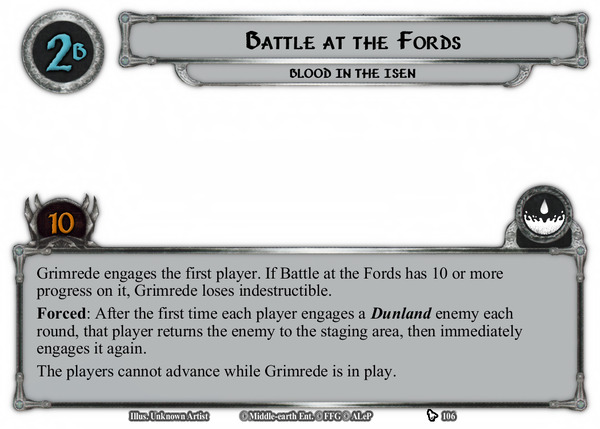 2B
BATTLE AT THE FORDS
BLOOD IN THE ISEN
10
Grimrede engages the first player. If Battle at the Fords has 10 or more
progress on it, Grimrede loses indestructible.
Forced: After the first time each player engages a Dunland enemy each
round, that player returns the enemy to the staging area, then immediately
engages it again.
The players cannot advance while Grimrede is in play.
Illus. Unknown Artist © Middle-earth Ent. © FFG © ALeP 106